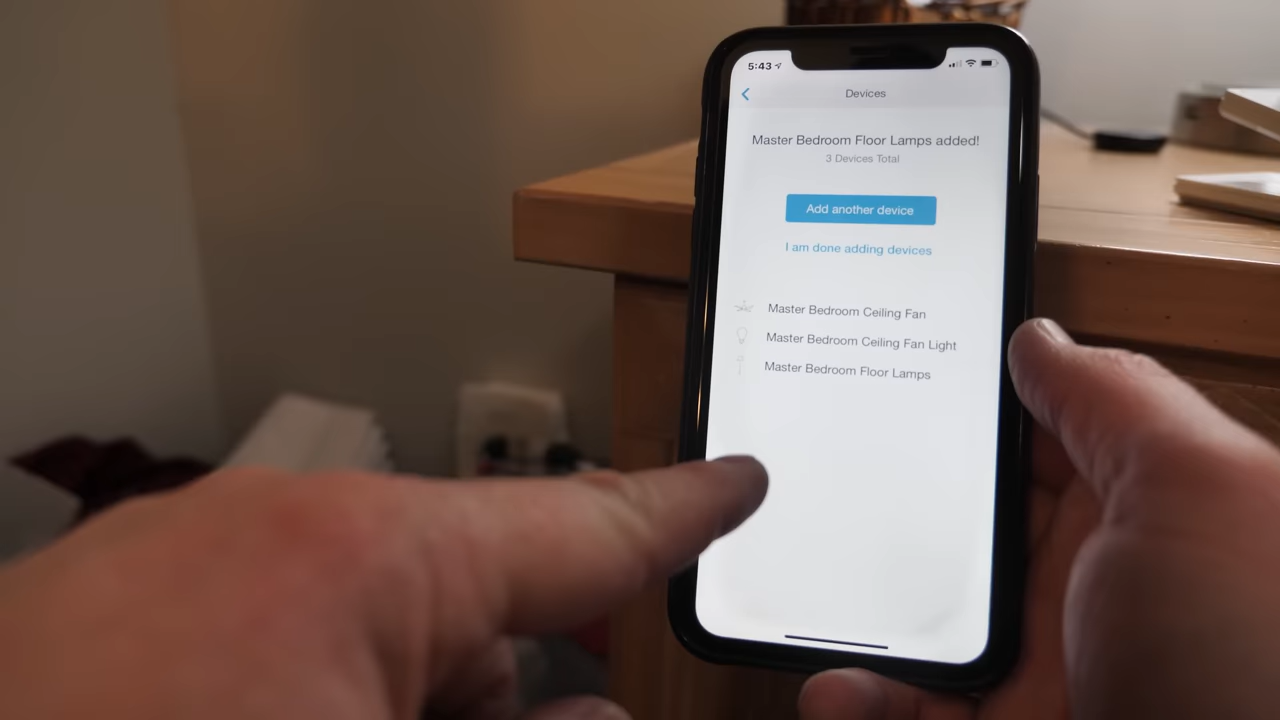 5:43
Devices
Master Bedroom Floor Lamps added!
3 Devices Total
Add another device
I am done adding devices
Master Bedroom Ceiling Fan
Master Bedroom Ceiling Fan Light
Master Bedroom Floor Lamps